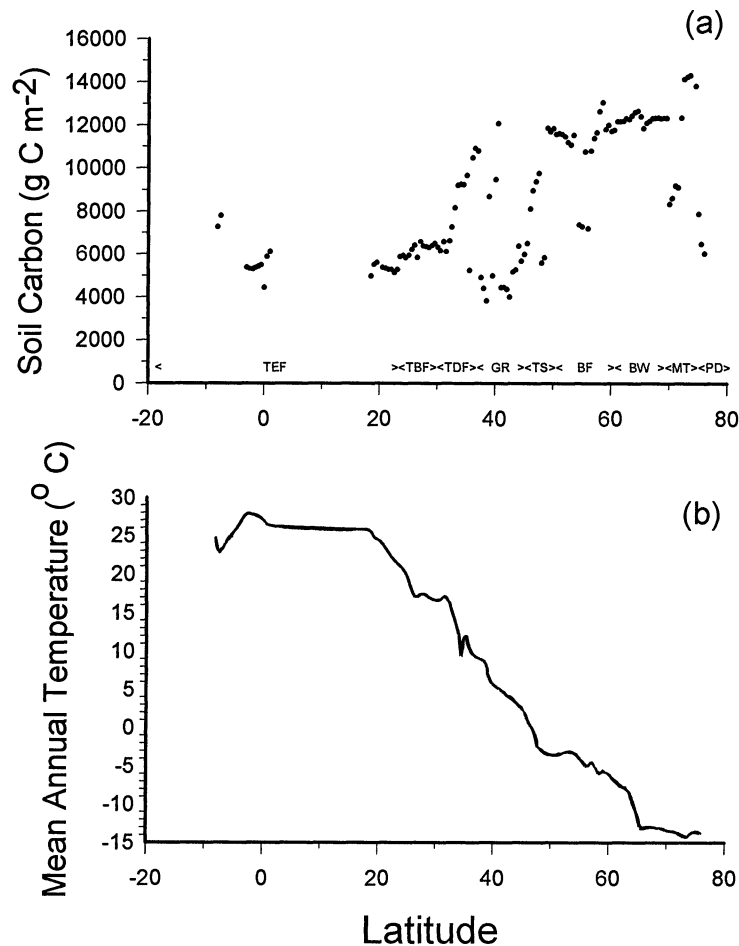 (a)
Soil Carbon (g C m-2)
16000
14000
12000
10000
8000
6000
4000
2000
0
< TEF ><TBF><TDF>< GR ><TS>< BF >< BW ><MT><PD>
-20 0 20 40 60 80
(b)
Mean Annual Temperature (° C)
30
25
20
15
10
5
0
-5
-10
-15
-20 0 20 40 60 80
Latitude